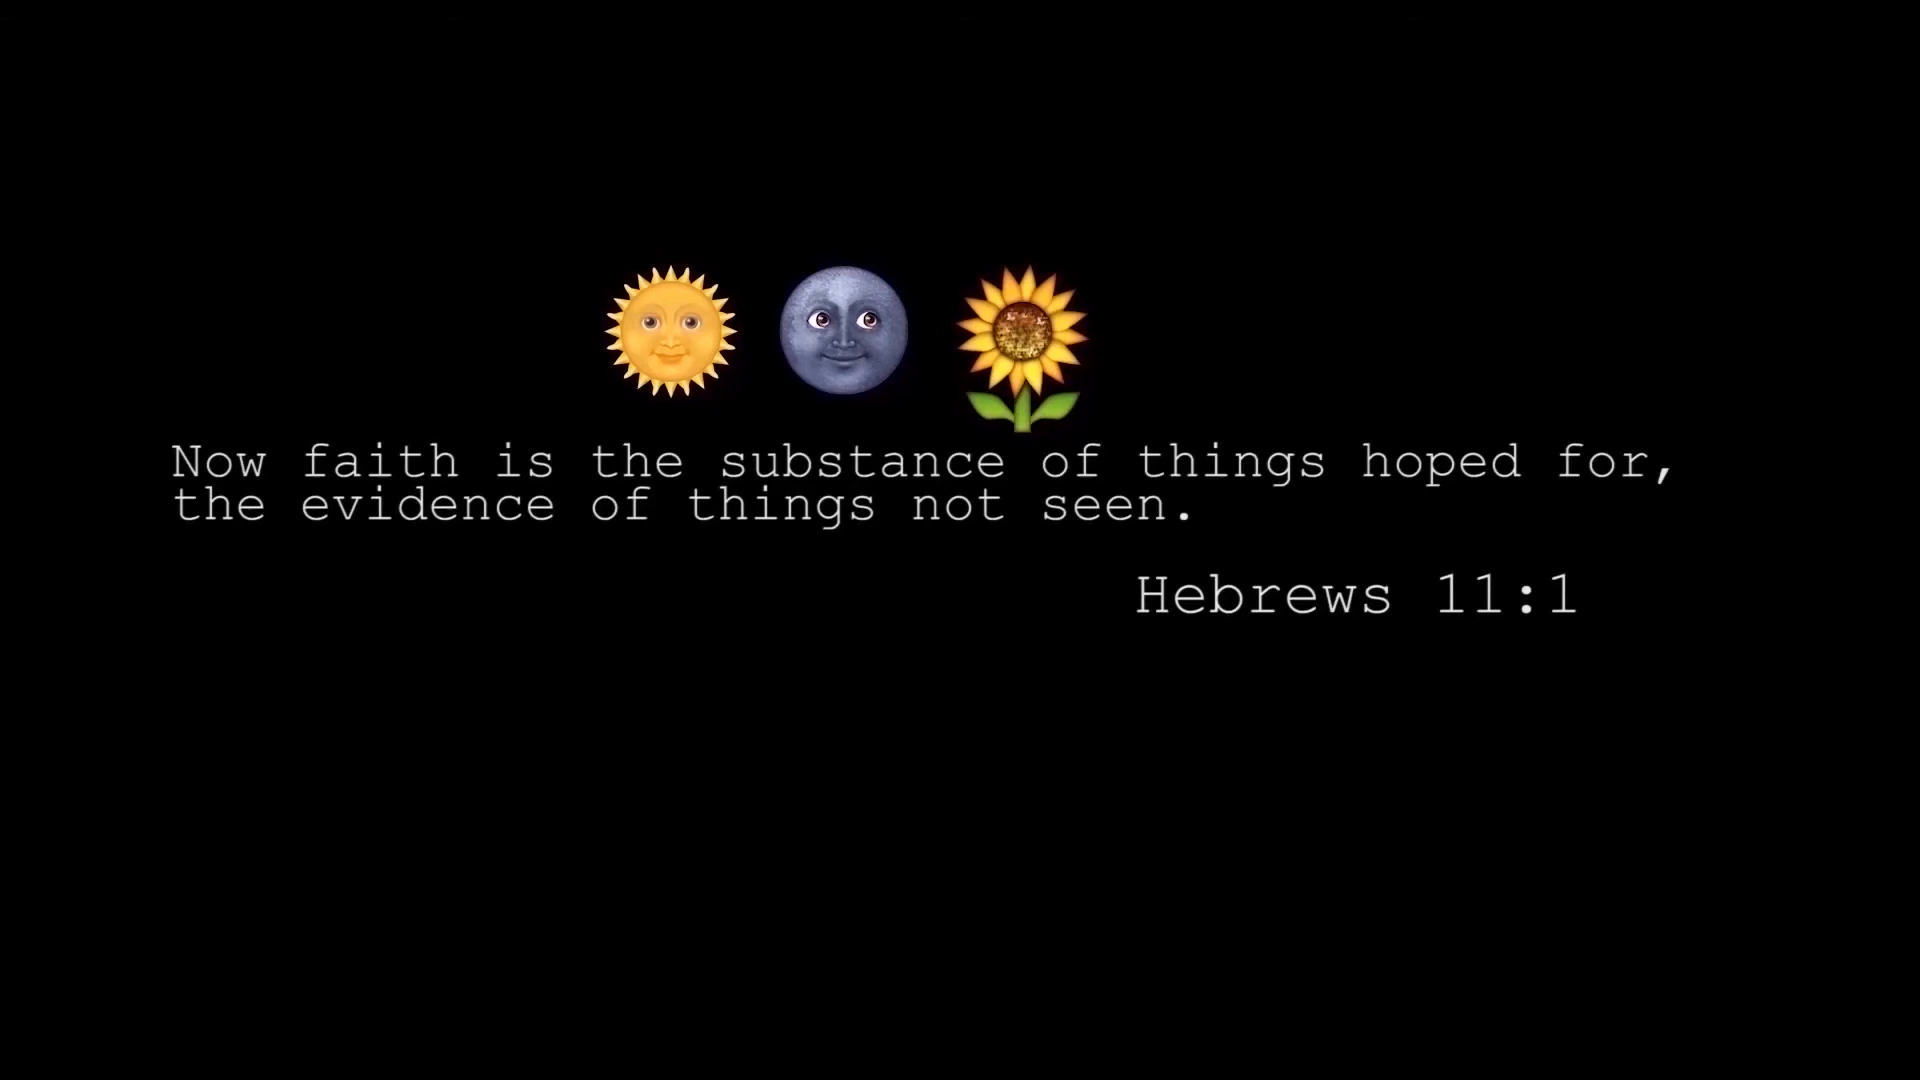 Now faith is the substance of things hoped for,
the evidence of things not seen.
Hebrews 11:1